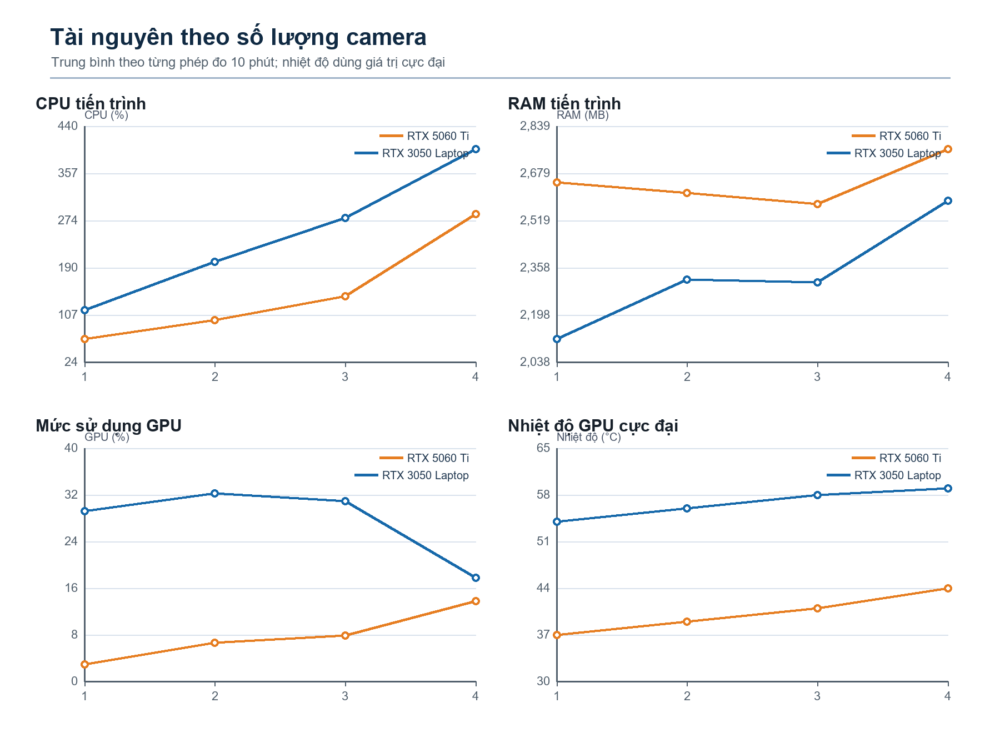 Tài nguyên theo số lượng camera
Trung bình theo từng phép đo 10 phút; nhiệt độ dùng giá trị cực đại
CPU tiến trình
CPU (%)
440
357
274
190
107
24
1 2 3 4
RTX 5060 Ti
RTX 3050 Laptop
RAM tiến trình
RAM (MB)
2,839
2,679
2,519
2,358
2,198
2,038
1 2 3 4
RTX 5060 Ti
RTX 3050 Laptop
Mức sử dụng GPU
GPU (%)
40
32
24
16
8
0
1 2 3 4
RTX 5060 Ti
RTX 3050 Laptop
Nhiệt độ GPU cực đại
Nhiệt độ (°C)
65
58
51
44
37
30
1 2 3 4
RTX 5060 Ti
RTX 3050 Laptop